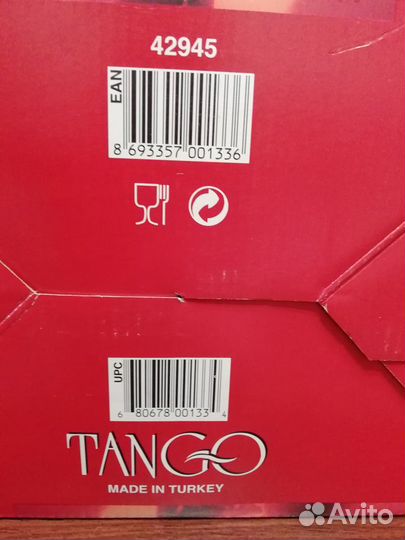 42945
EAN
8 693357 001336
UPC
6 80678 00133 4
TANGO
MADE IN TURKEY
Avito